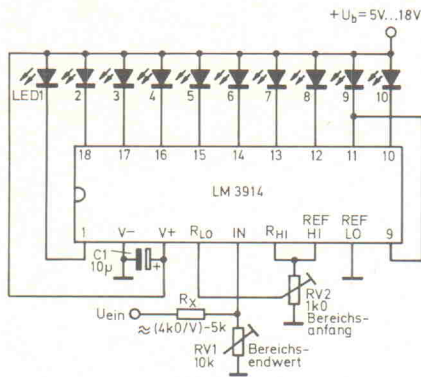 +Ub=5V...18V
LED1 2 3 4 5 6 7 8 9 10
18 17 16 15 14 13 12 11 10
LM 3914
1 V− V+ RLO IN RHI REF HI REF LO 9
C1
10µ
+
RX
Uein
≈(4k0/V)-5k
RV1
10k
Bereichs-
endwert
RV2
1k0
Bereichs-
anfang